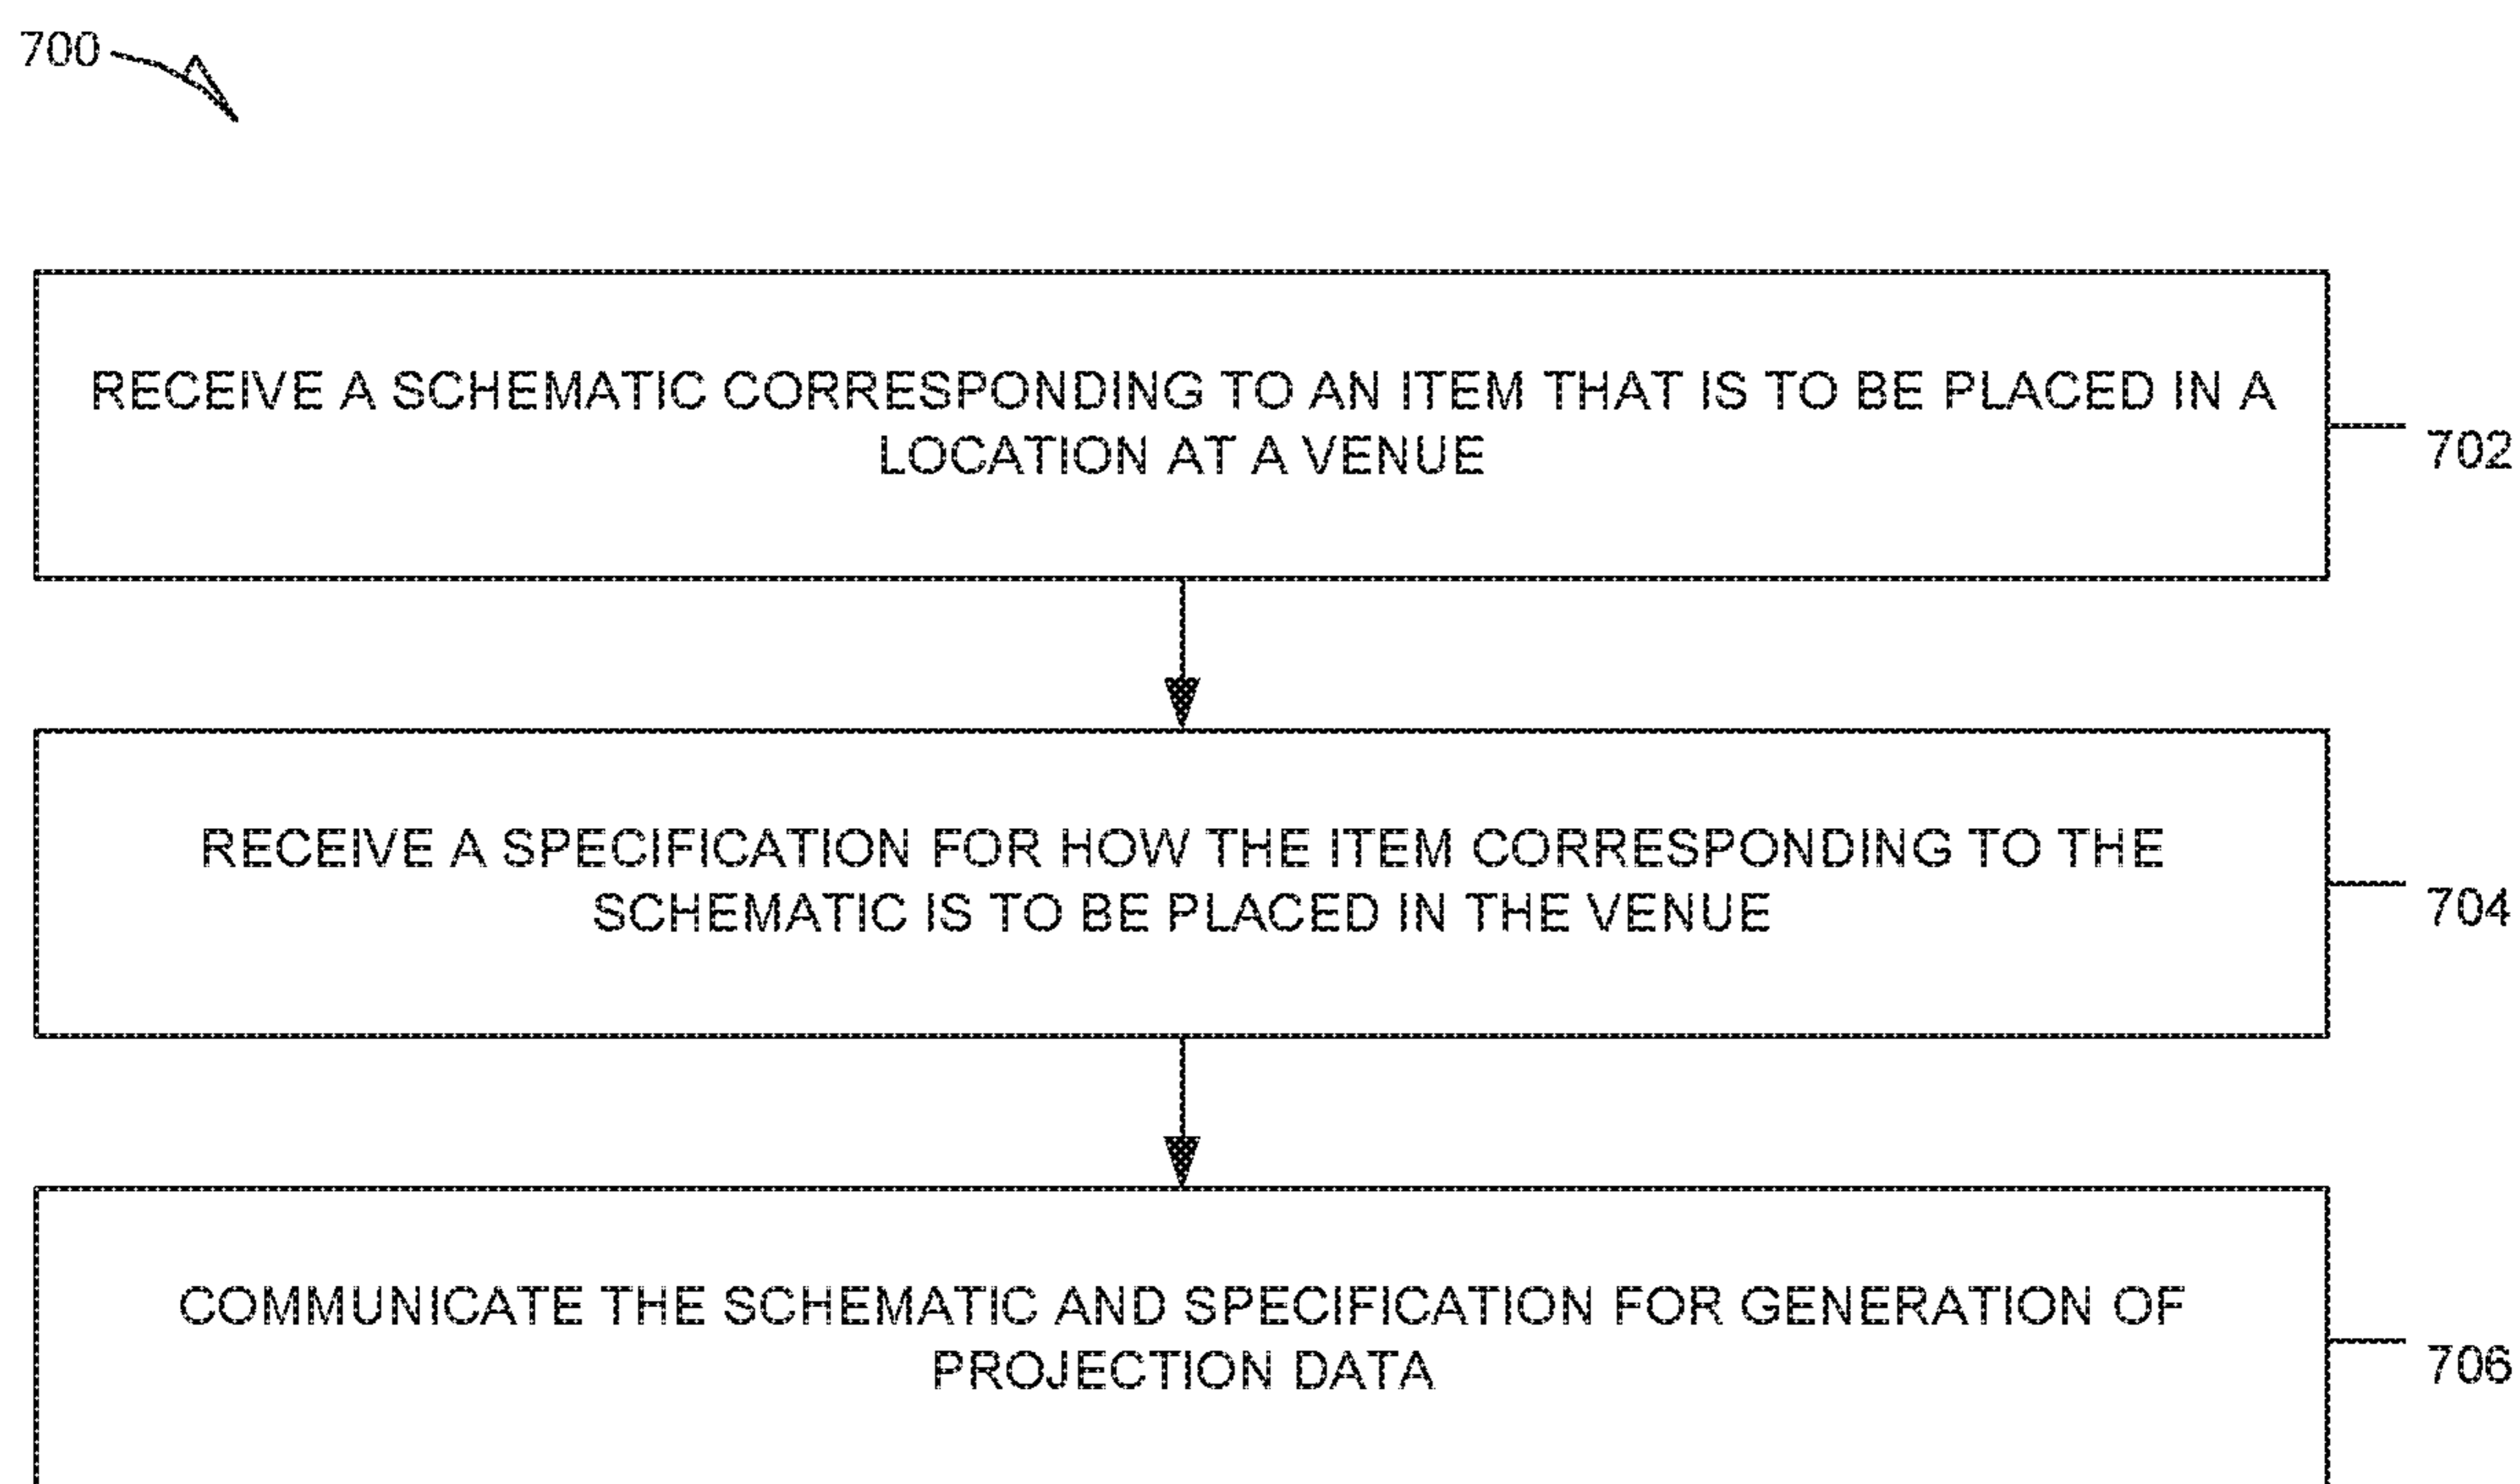 700
RECEIVE A SCHEMATIC CORRESPONDING TO AN ITEM THAT IS TO BE PLACED IN A
LOCATION AT A VENUE
702
RECEIVE A SPECIFICATION FOR HOW THE ITEM CORRESPONDING TO THE
SCHEMATIC IS TO BE PLACED IN THE VENUE
704
COMMUNICATE THE SCHEMATIC AND SPECIFICATION FOR GENERATION OF
PROJECTION DATA
706